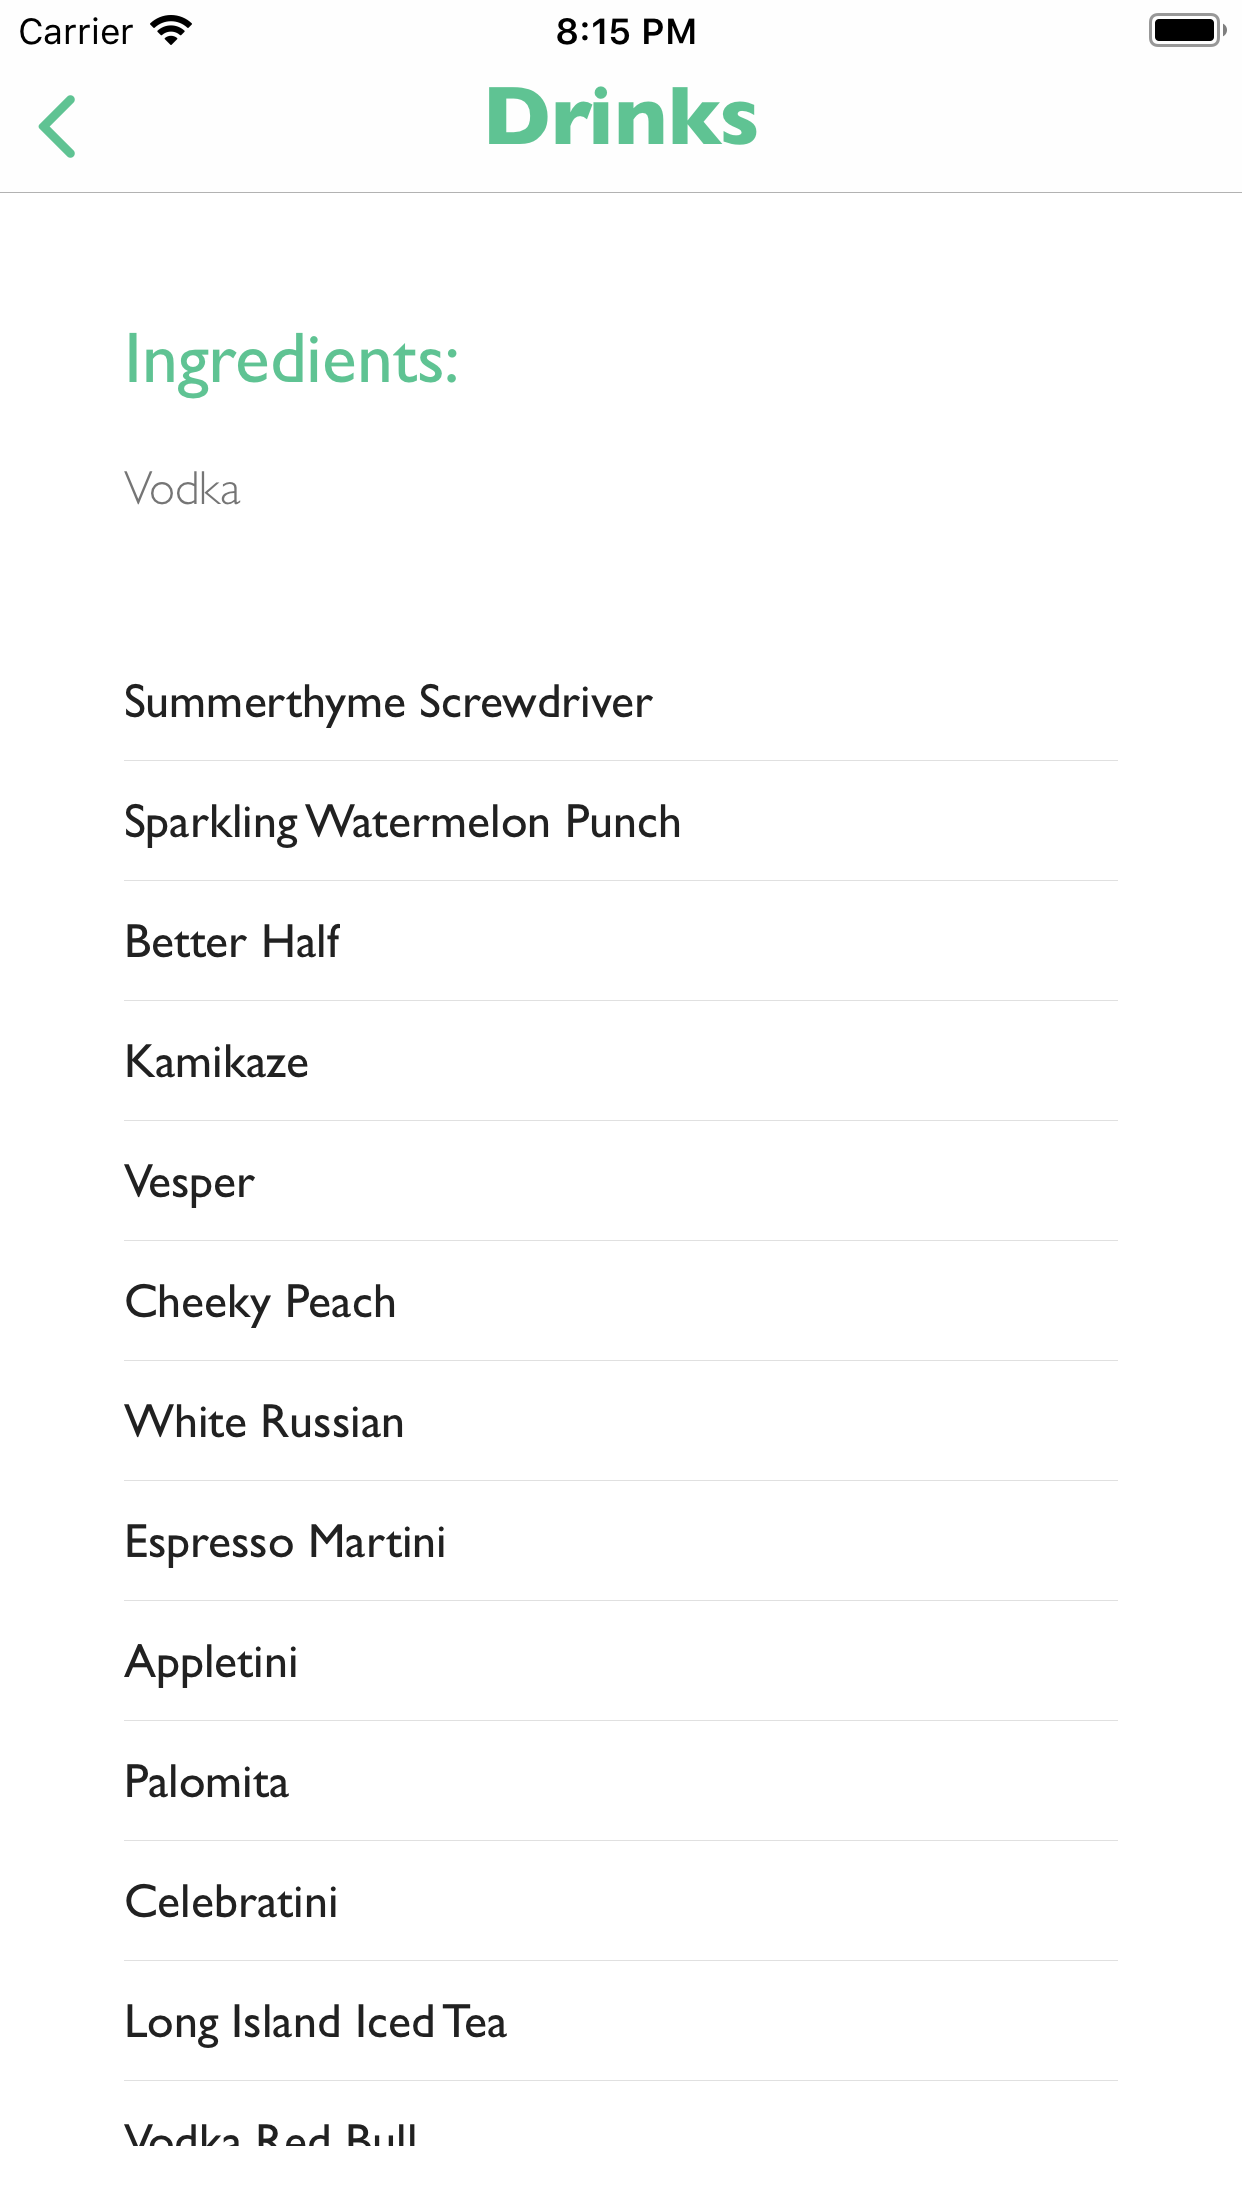 Carrier 8:15 PM
Drinks
Ingredients:
Vodka
Summerthyme Screwdriver
Sparkling Watermelon Punch
Better Half
Kamikaze
Vesper
Cheeky Peach
White Russian
Espresso Martini
Appletini
Palomita
Celebratini
Long Island Iced Tea
Vodka Red Bull